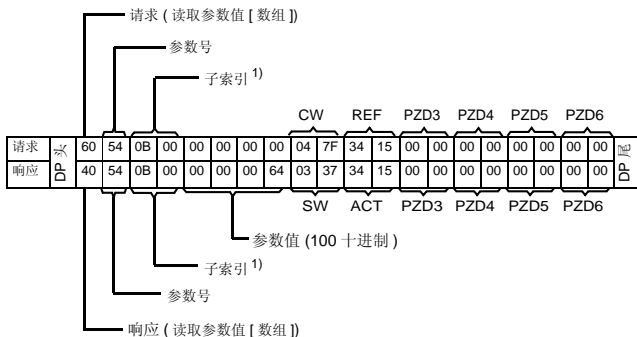 请求 ( 读取参数值 [ 数组 ])
参数号
子索引 1)
CW REF PZD3 PZD4 PZD5 PZD6
请求 DP 头 60 54 0B 00 00 00 00 00 04 7F 34 15 00 00 00 00 00 00 00 00 DP 尾
响应 40 54 0B 00 00 00 00 64 03 37 34 15 00 00 00 00 00 00 00 00
SW ACT PZD3 PZD4 PZD5 PZD6
参数值 (100 十进制 )
子索引 1)
参数号
响应 ( 读取参数值 [ 数组 ])